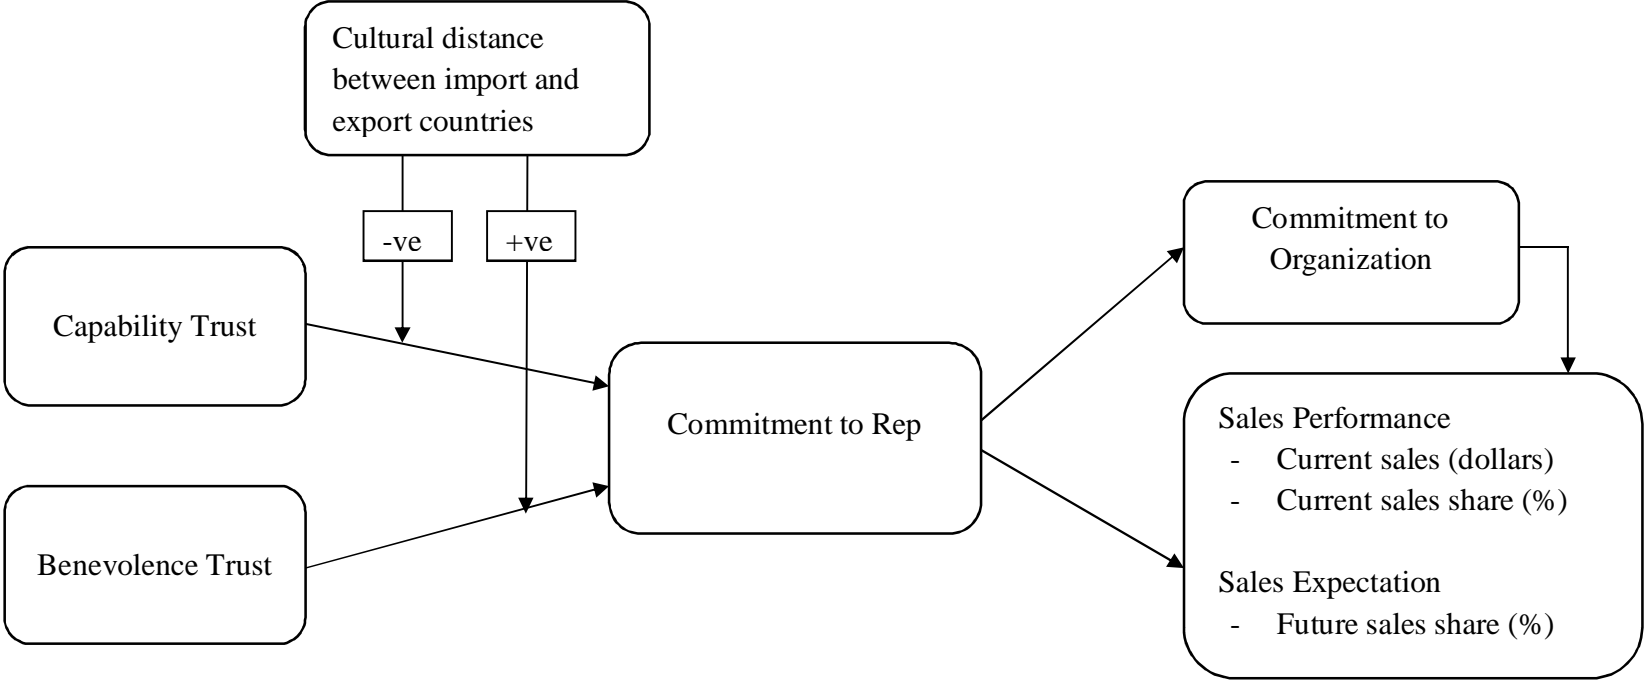 Cultural distance
between import and
export countries
-ve
+ve
Capability Trust
Benevolence Trust
Commitment to Rep
Commitment to
Organization
Sales Performance
- Current sales (dollars)
- Current sales share (%)
Sales Expectation
- Future sales share (%)